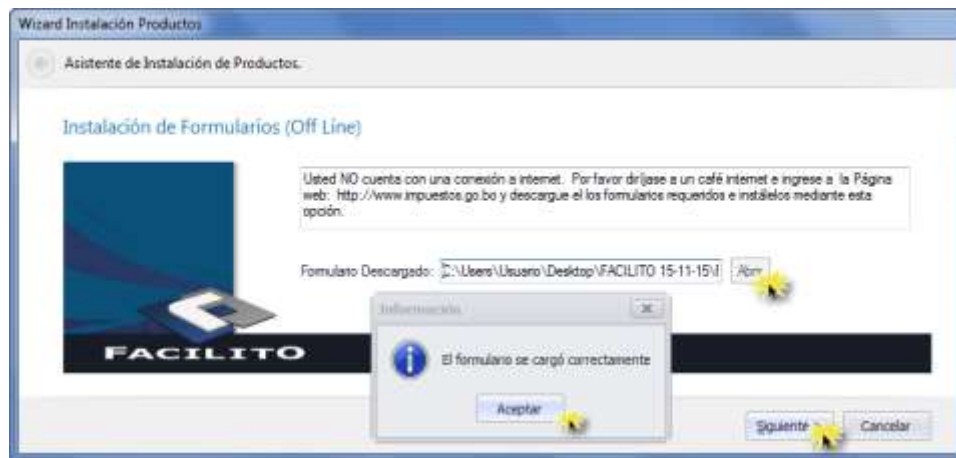 Wizard Instalación Productos
Asistente de Instalación de Productos.
Instalación de Formularios (Off Line)
Usted NO cuenta con una conexión a internet. Por favor diríjase a un café internet e ingrese a la Página
web: http://www.impuestos.go.bo y descargue el los formularios requeridos e instálelos mediante esta
opción.
Formulario Descargado: C:\Users\Usuario\Desktop\FACILITO 15-11-15\ Abrir
Información
El formulario se cargó correctamente
FACILITO
Aceptar
Siguiente > Cancelar